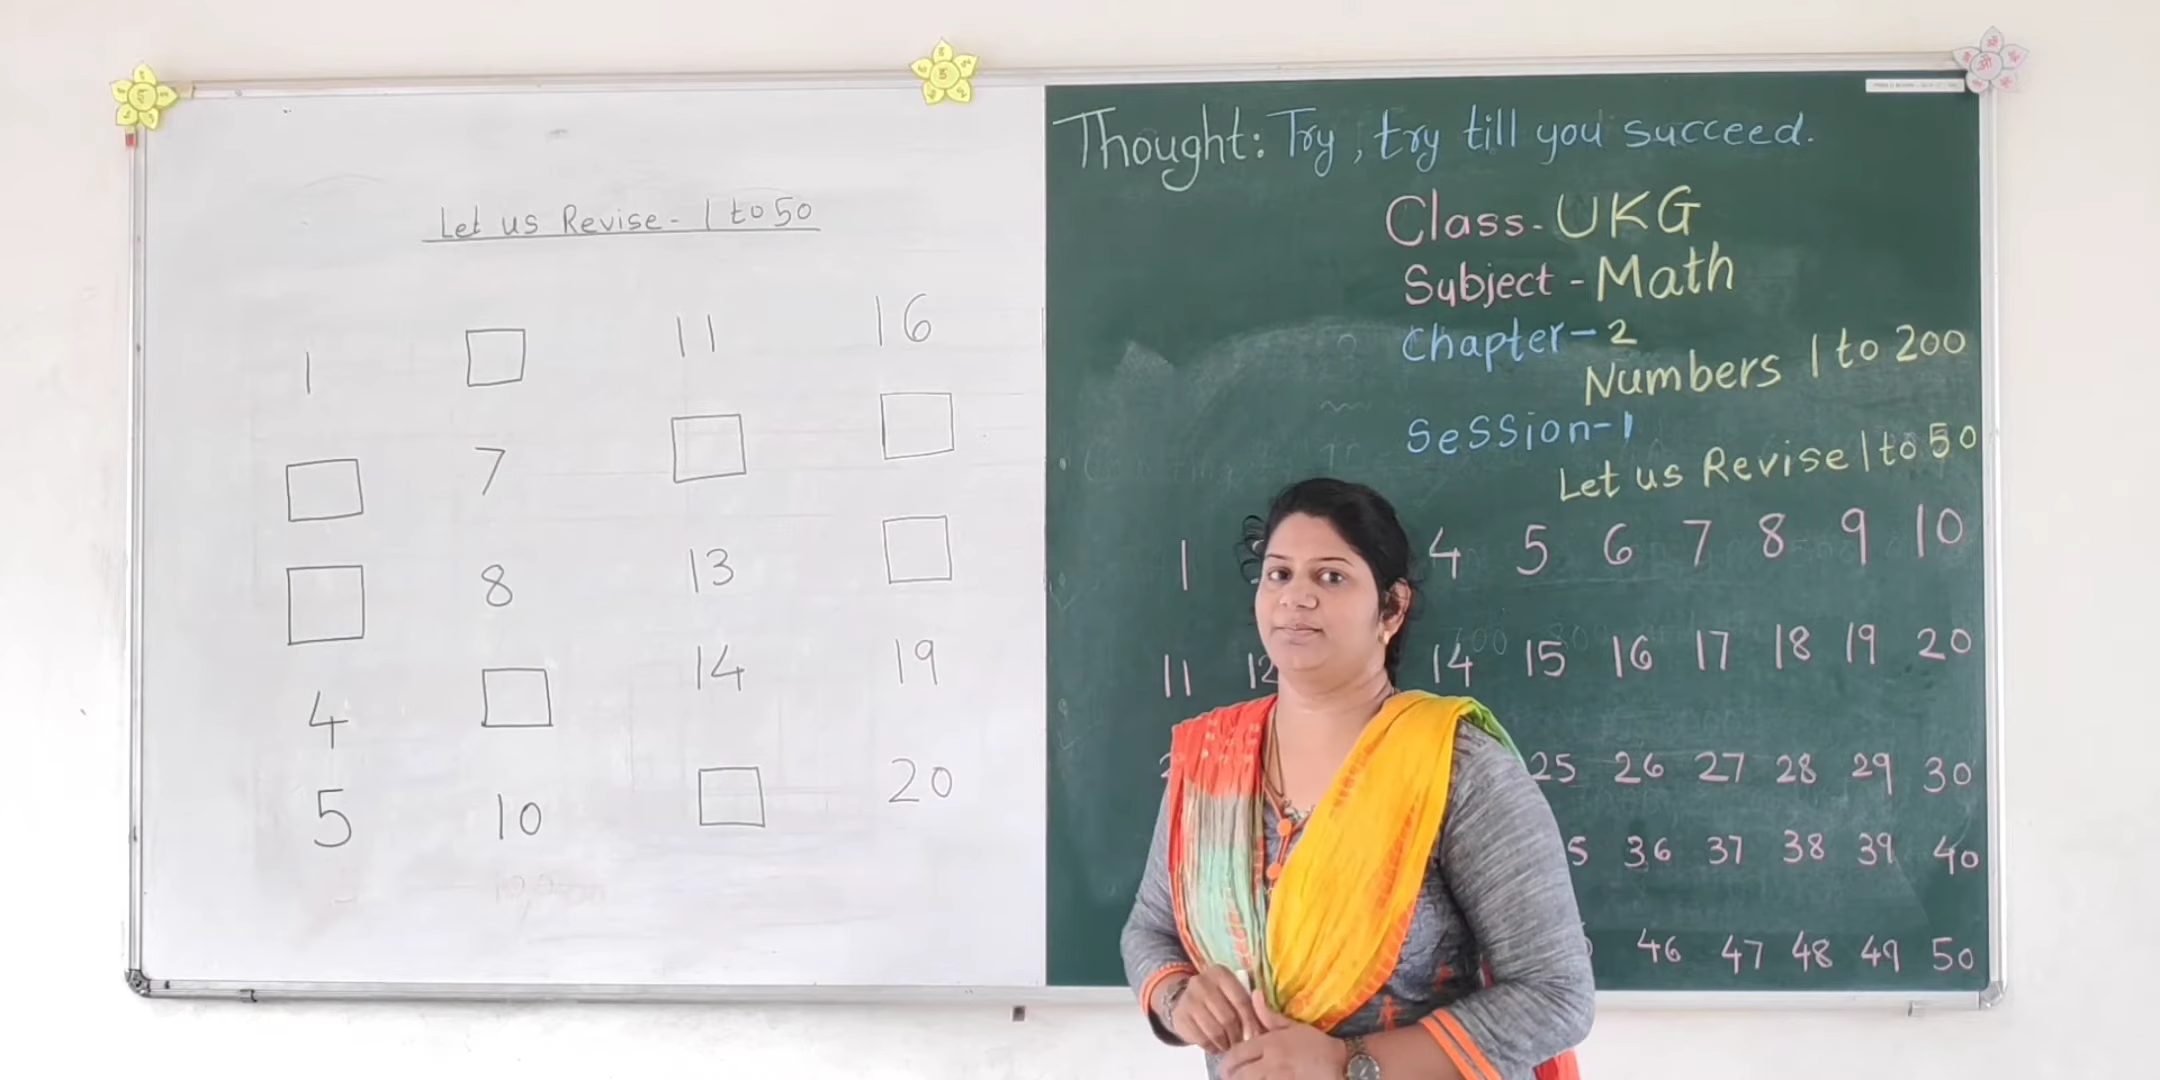 Let us Revise - 1 to 50
1 11 16
7
8 13
4 14 19
5 10 20
Thought: Try, try till you succeed.
Class - UKG
Subject - Math
Chapter - 2
Numbers 1 to 200
Session - 1
Let us Revise 1 to 50
1 4 5 6 7 8 9 10
11 12 14 15 16 17 18 19 20
25 26 27 28 29 30
36 37 38 39 40
46 47 48 49 50